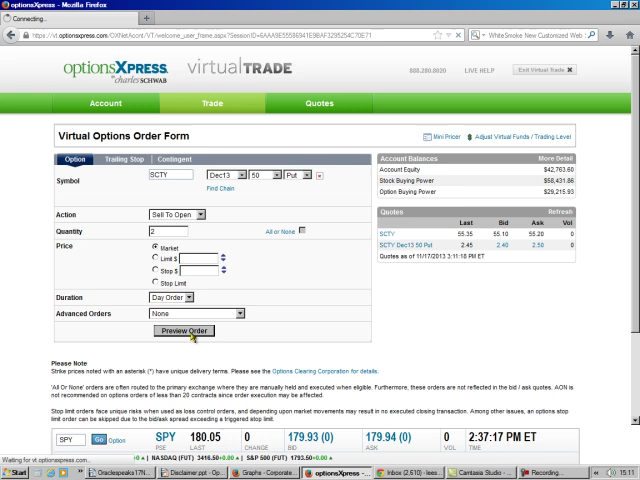 optionsXpress - Mozilla Firefox
Connecting...
https://vt.optionsxpress.com/OXNetAccnt/VT/welcome_user_frame.aspx?SessionID=
WhiteSmoke New Customized Web
optionsXpress.
by charles SCHWAB
virtual TRADE
888.280.8020
LIVE HELP
Exit Virtual Trade
Account
Trade
Quotes
Virtual Options Order Form
Mini Pricer
Adjust Virtual Funds / Trading Level
Option
Trailing Stop
Contingent
Symbol
SCTY
Dec13
50
Put
Find Chain
Action
Sell To Open
Quantity
2
All or None
Price
Market
Limit $
Stop $
Stop Limit
Duration
Day Order
Advanced Orders
None
Preview Order
Account Balances
More Detail
Account Equity $42,763.60
Stock Buying Power $58,431.86
Option Buying Power $29,215.93
Quotes
Refresh
Last Bid Ask Vol
SCTY 55.35 55.10 55.20 0
SCTY Dec13 50 Put 2.45 2.40 2.50 0
Quotes as of 11/17/2013 3:11:18 PM ET
Please Note
Strike prices noted with an asterisk (*) have unique delivery terms. Please see the Options Clearing Corporation for details.
'All Or None' orders are often routed to the primary exchange where they are manually held and executed when eligible. Furthermore, these orders are not reflected in the bid / ask quotes. AON is
not recommended on options orders of less than 20 contracts since order execution may be affected.
Stop limit orders face unique risks when used as loss control orders, and depending upon market movements may result in no executed closing transaction. Among other issues, an options stop
limit order can be skipped due to the bid/ask spread exceeding a triggered stop limit.
SPY
Go
Option
SPY 180.05 0 179.93 (0) 179.94 (0) 0 2:37:17 PM ET
PSE LAST CHANGE BID ASK VOL TIME
NASDAQ (FUT) 3416.50 +0.00 | S&P 500 (FUT) 1793.50 +0.00
Waiting for vt.optionsxpress.com...
Start
Oraclespeaks17N...
Disclaimer.ppt - Op...
Graphs - Corporate...
optionsXpress - ...
Inbox (2,610) - lees...
Camtasia Studio - ...
Recording...
15:11